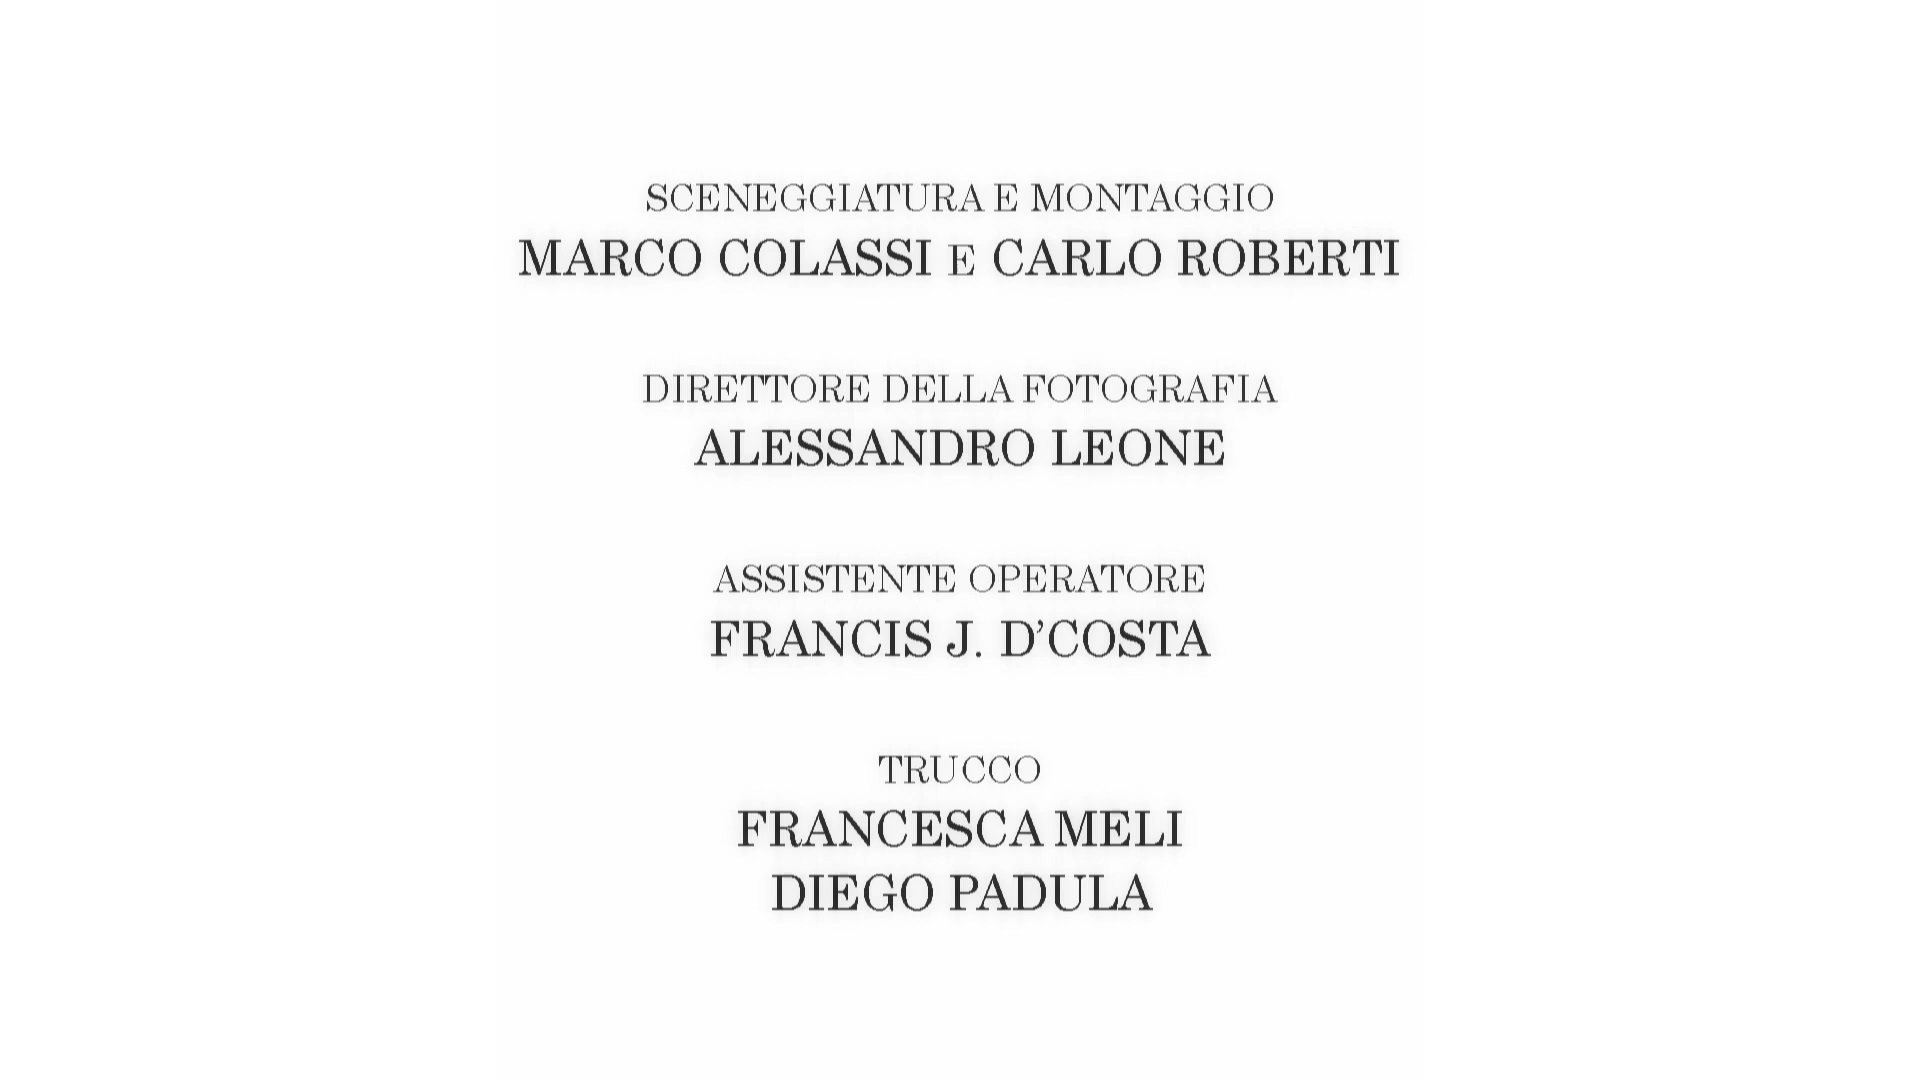 SCENEGGIATURA E MONTAGGIO
MARCO COLASSI E CARLO ROBERTI
DIRETTORE DELLA FOTOGRAFIA
ALESSANDRO LEONE
ASSISTENTE OPERATORE
FRANCIS J. D’COSTA
TRUCCO
FRANCESCA MELI
DIEGO PADULA